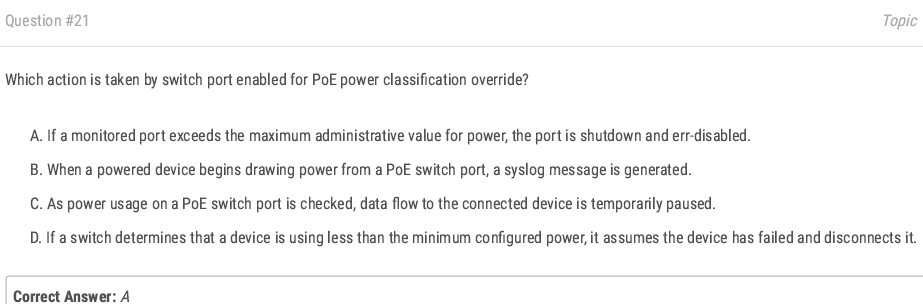 Question #21
Topic
Which action is taken by switch port enabled for PoE power classification override?
A. If a monitored port exceeds the maximum administrative value for power, the port is shutdown and err-disabled.
B. When a powered device begins drawing power from a PoE switch port, a syslog message is generated.
C. As power usage on a PoE switch port is checked, data flow to the connected device is temporarily paused.
D. If a switch determines that a device is using less than the minimum configured power, it assumes the device has failed and disconnects it.
Correct Answer: A